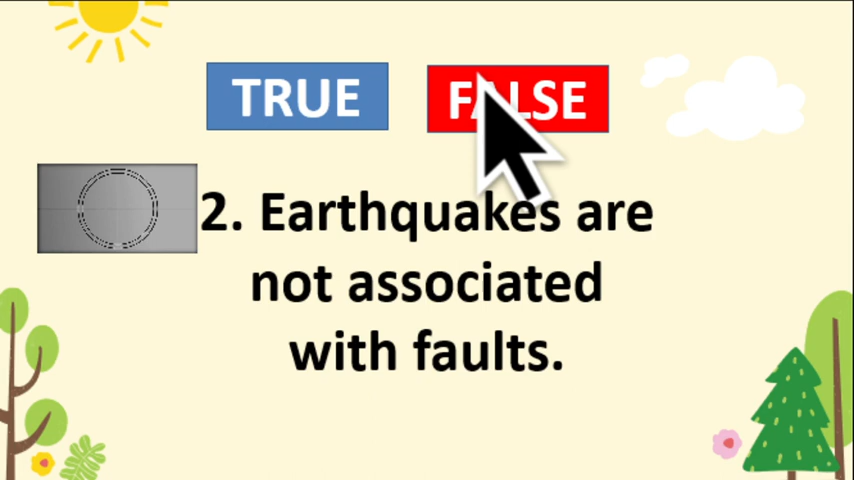 TRUE FALSE
2. Earthquakes are
not associated
with faults.